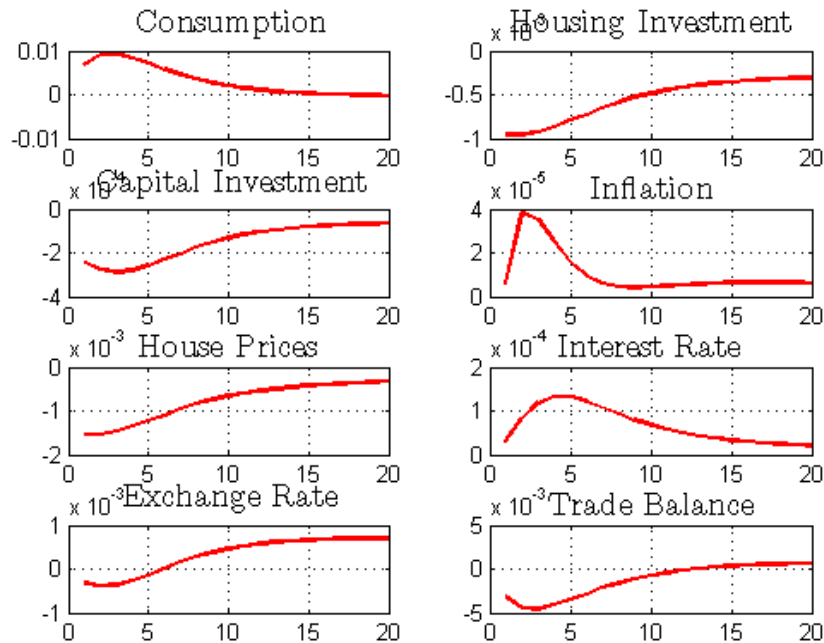 Consumption
0.01
0
-0.01
0 5 10 15 20
Housing Investment
x 10
0
-0.5
-1
0 5 10 15 20
Capital Investment
x 10
0
-2
-4
0 5 10 15 20
Inflation
x 10^-5
4
2
0
0 5 10 15 20
House Prices
x 10^-3
0
-1
-2
0 5 10 15 20
Interest Rate
x 10^-4
2
1
0
0 5 10 15 20
Exchange Rate
x 10^-3
1
0
-1
0 5 10 15 20
Trade Balance
x 10^-3
5
0
-5
0 5 10 15 20